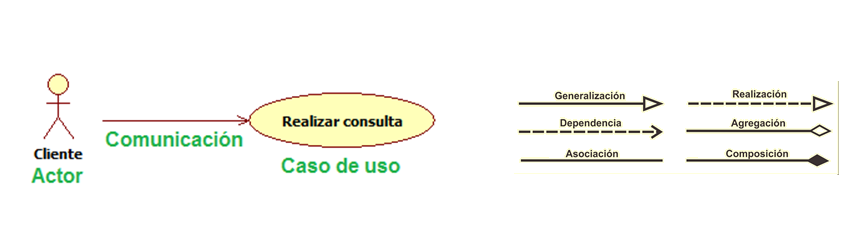 Cliente
Actor
Comunicación
Realizar consulta
Caso de uso
Generalización
Realización
Dependencia
Agregación
Asociación
Composición